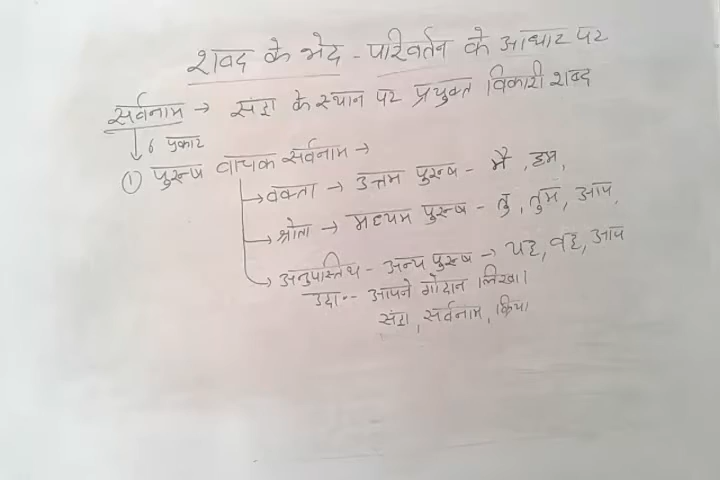 शब्द के भेद - परिवर्तन के आधार पर
सर्वनाम → संज्ञा के स्थान पर प्रयुक्त विकारी शब्द
6 प्रकार
① पुरूष वाचक सर्वनाम →
→ वक्ता → उत्तम पुरूष - मै, हम,
→ श्रोता → मध्यम पुरूष - तु, तुम, आप,
→ अनुपस्तिथ - अन्य पुरूष → यह, वह, आप
उदा०- आपने गोदान लिखा।
संज्ञा, सर्वनाम, क्रिया